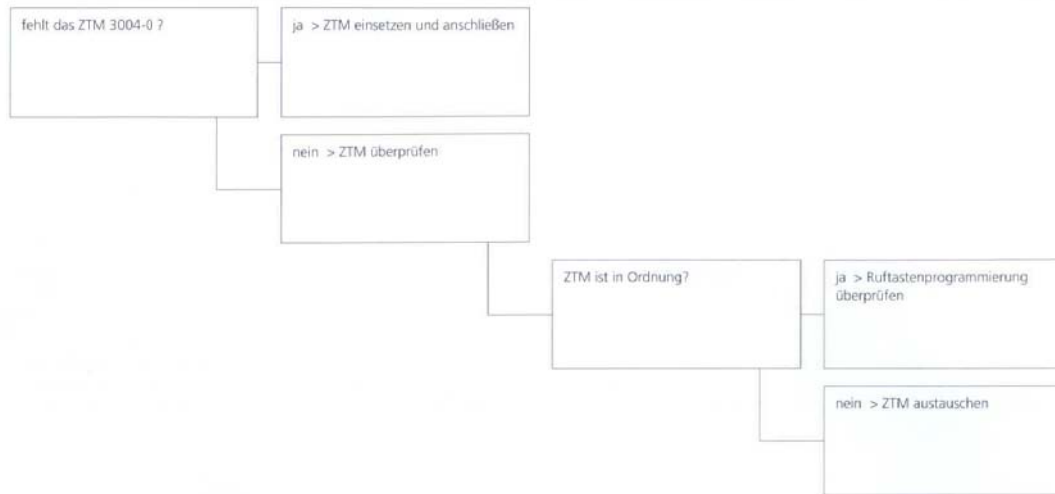 fehlt das ZTM 3004-0 ?
ja > ZTM einsetzen und anschließen
nein > ZTM überprüfen
ZTM ist in Ordnung?
ja > Ruftastenprogrammierung
überprüfen
nein > ZTM austauschen